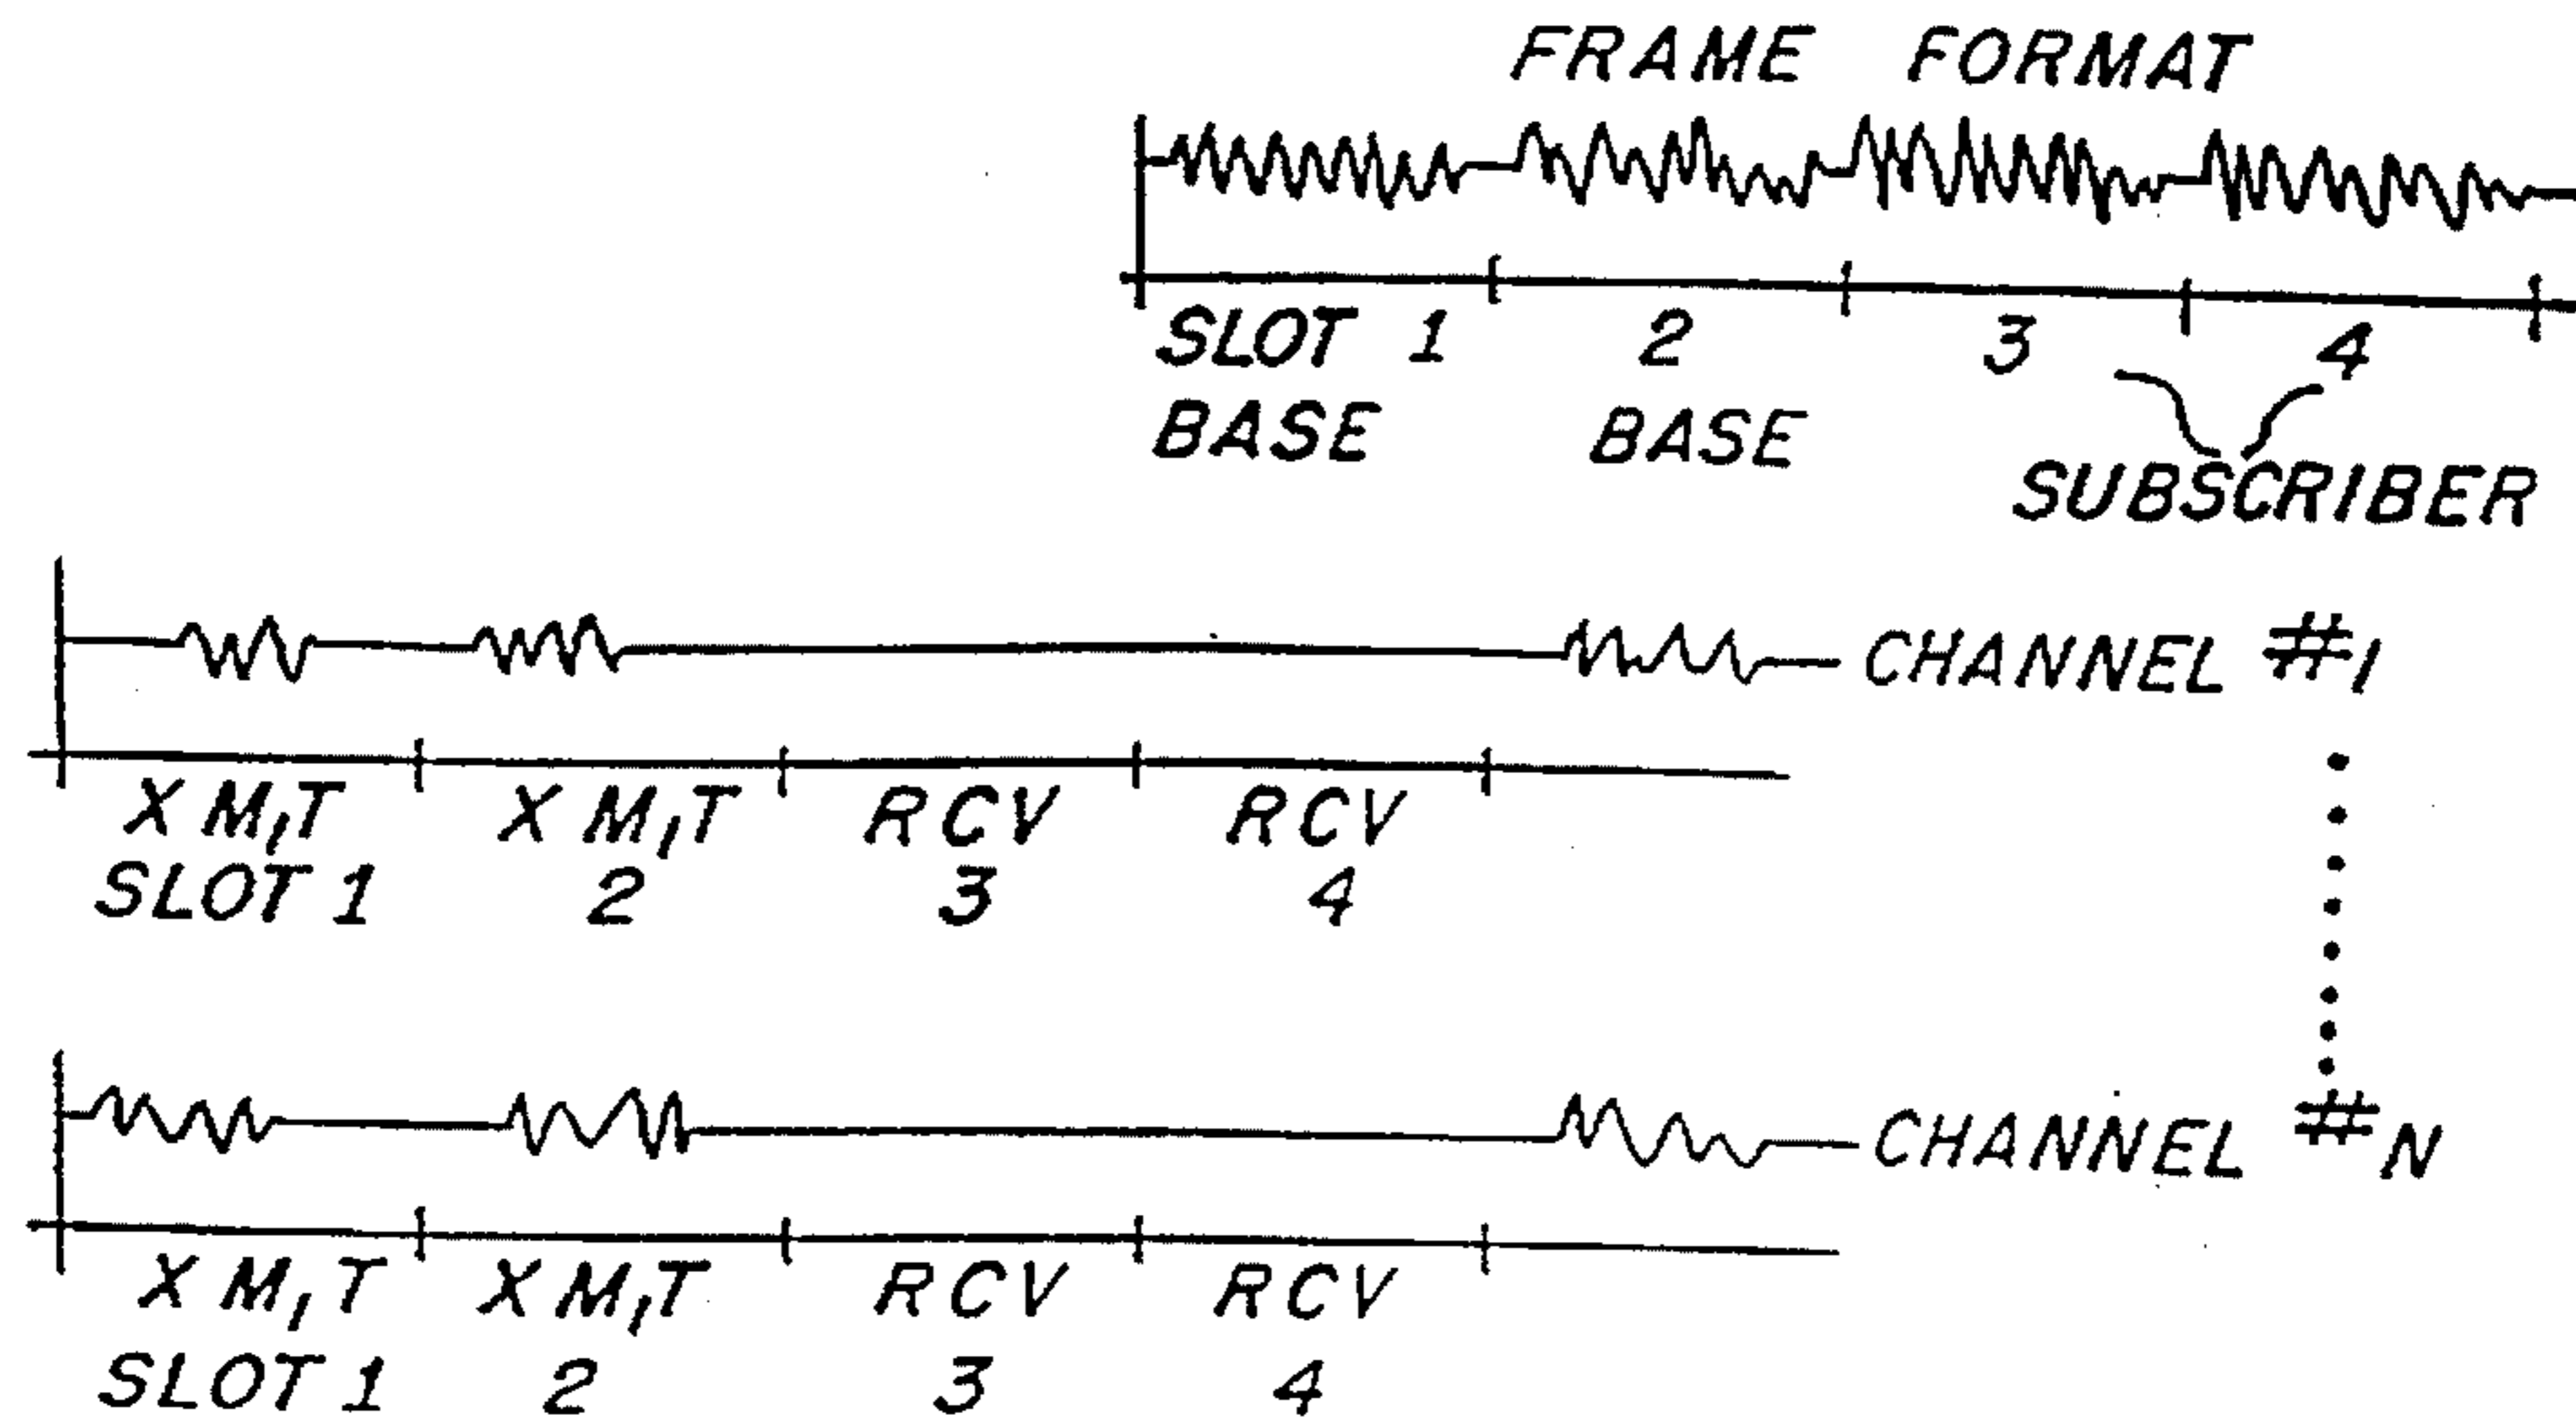 FRAME FORMAT
SLOT 1 2 3 4
BASE BASE
SUBSCRIBER
CHANNEL #1
XMIT XMIT RCV RCV
SLOT 1 2 3 4
CHANNEL #N
XMIT XMIT RCV RCV
SLOT 1 2 3 4